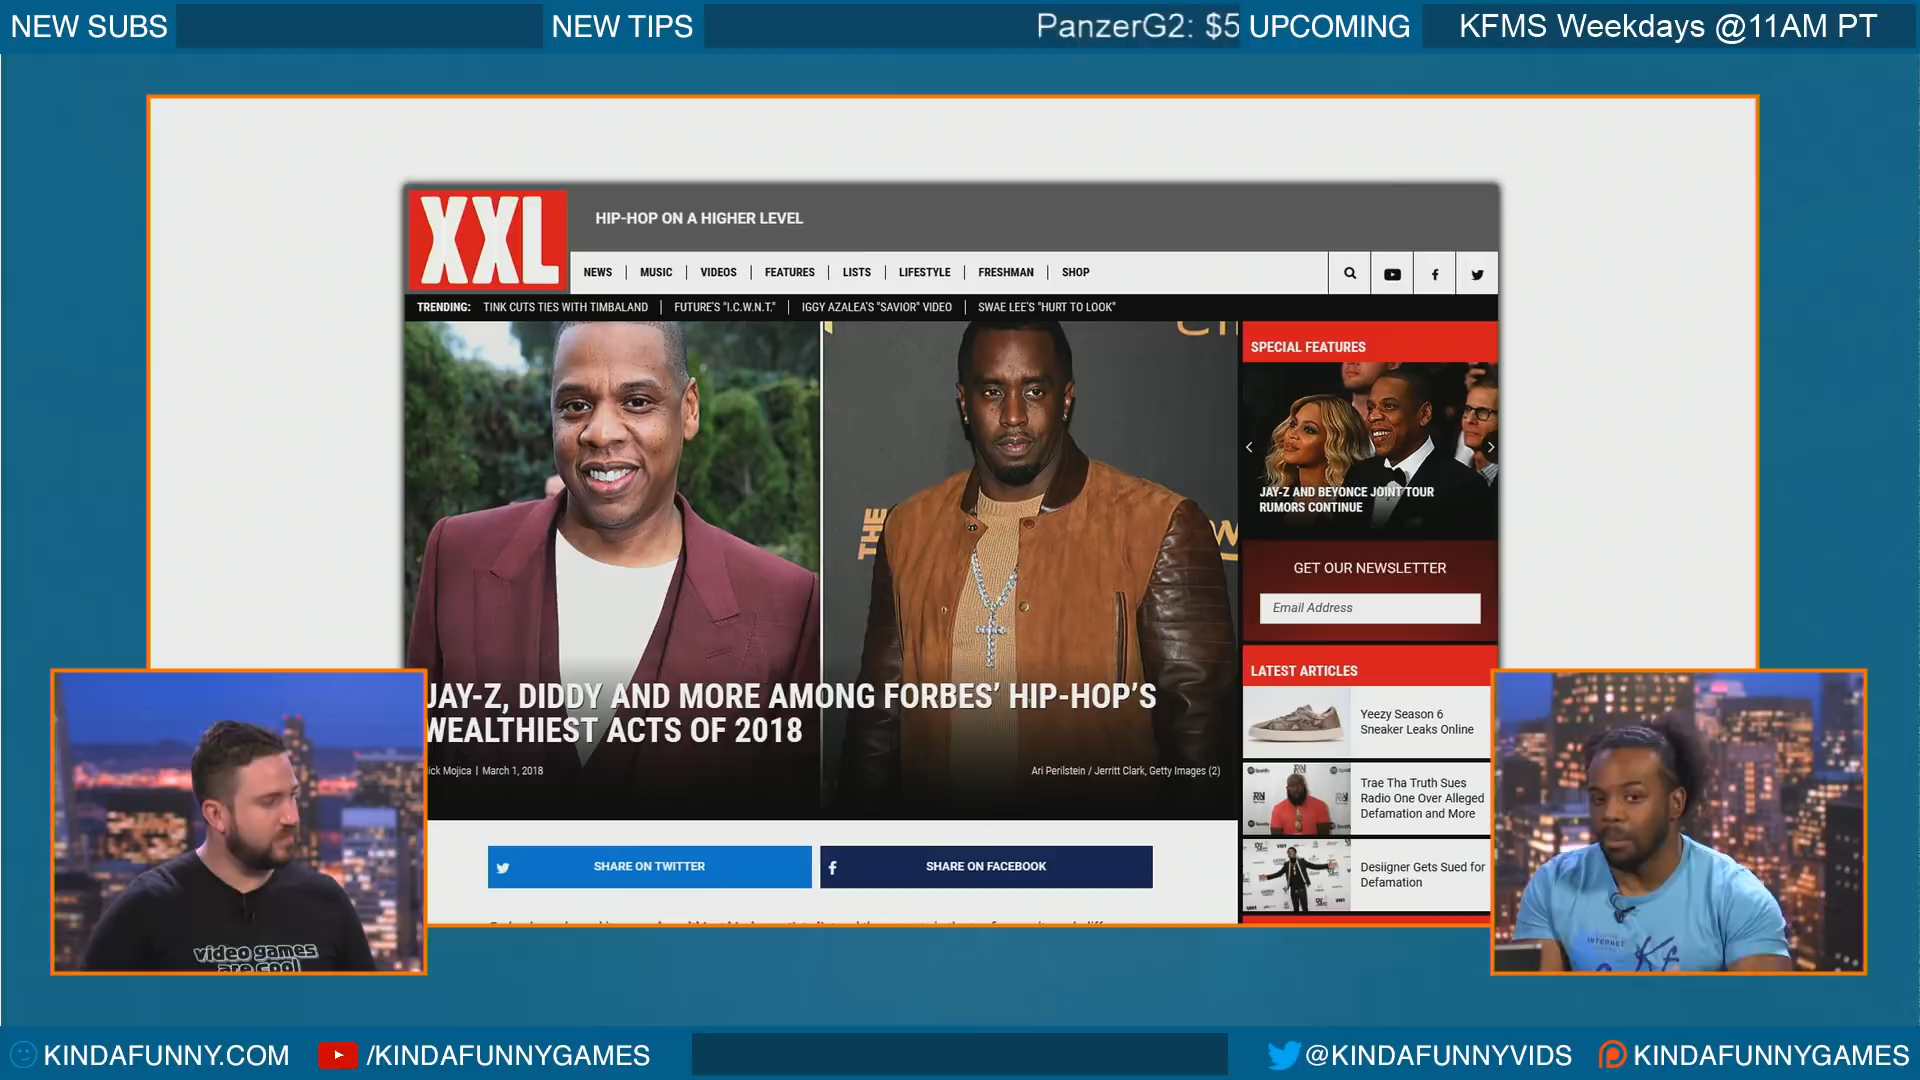 NEW SUBS
NEW TIPS
PanzerG2: $5
UPCOMING
KFMS Weekdays @11AM PT
XXL
HIP-HOP ON A HIGHER LEVEL
NEWS | MUSIC | VIDEOS | FEATURES | LISTS | LIFESTYLE | FRESHMAN | SHOP
TRENDING: TINK CUTS TIES WITH TIMBALAND | FUTURE'S "I.C.W.N.T." | IGGY AZALEA'S "SAVIOR" VIDEO | SWAE LEE'S "HURT TO LOOK"
THE
SPECIAL FEATURES
JAY-Z AND BEYONCE JOINT TOUR
RUMORS CONTINUE
GET OUR NEWSLETTER
Email Address
JAY-Z, DIDDY AND MORE AMONG FORBES' HIP-HOP'S
WEALTHIEST ACTS OF 2018
Mojica | March 1, 2018
Ari Perilstein / Jerritt Clark, Getty Images (2)
SHARE ON TWITTER
SHARE ON FACEBOOK
LATEST ARTICLES
Yeezy Season 6
Sneaker Leaks Online
Trae Tha Truth Sues
Radio One Over Alleged
Defamation and More
Desiigner Gets Sued for
Defamation
video games
are cool
INTERNET
Kf
KINDAFUNNY.COM
/KINDAFUNNYGAMES
@KINDAFUNNYVIDS
KINDAFUNNYGAMES